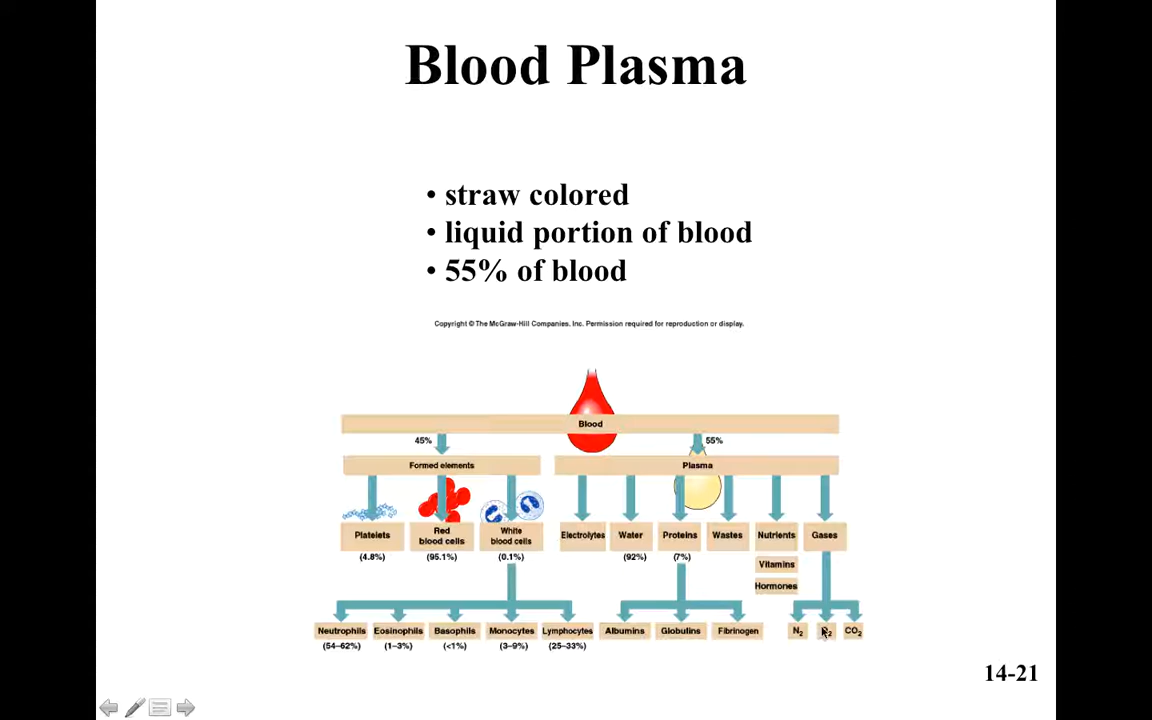 Blood Plasma
• straw colored
• liquid portion of blood
• 55% of blood
Copyright © The McGraw-Hill Companies, Inc. Permission required for reproduction or display.
Blood
45%
55%
Formed elements
Plasma
Platelets
Red
blood cells
White
blood cells
Electrolytes
Water
Proteins
Wastes
Nutrients
Gases
(4.8%)
(95.1%)
(0.1%)
(92%)
(7%)
Vitamins
Hormones
Neutrophils
Eosinophils
Basophils
Monocytes
Lymphocytes
Albumins
Globulins
Fibrinogen
N2
CO2
(54–62%)
(1–3%)
(<1%)
(3–9%)
(25–33%)
14-21